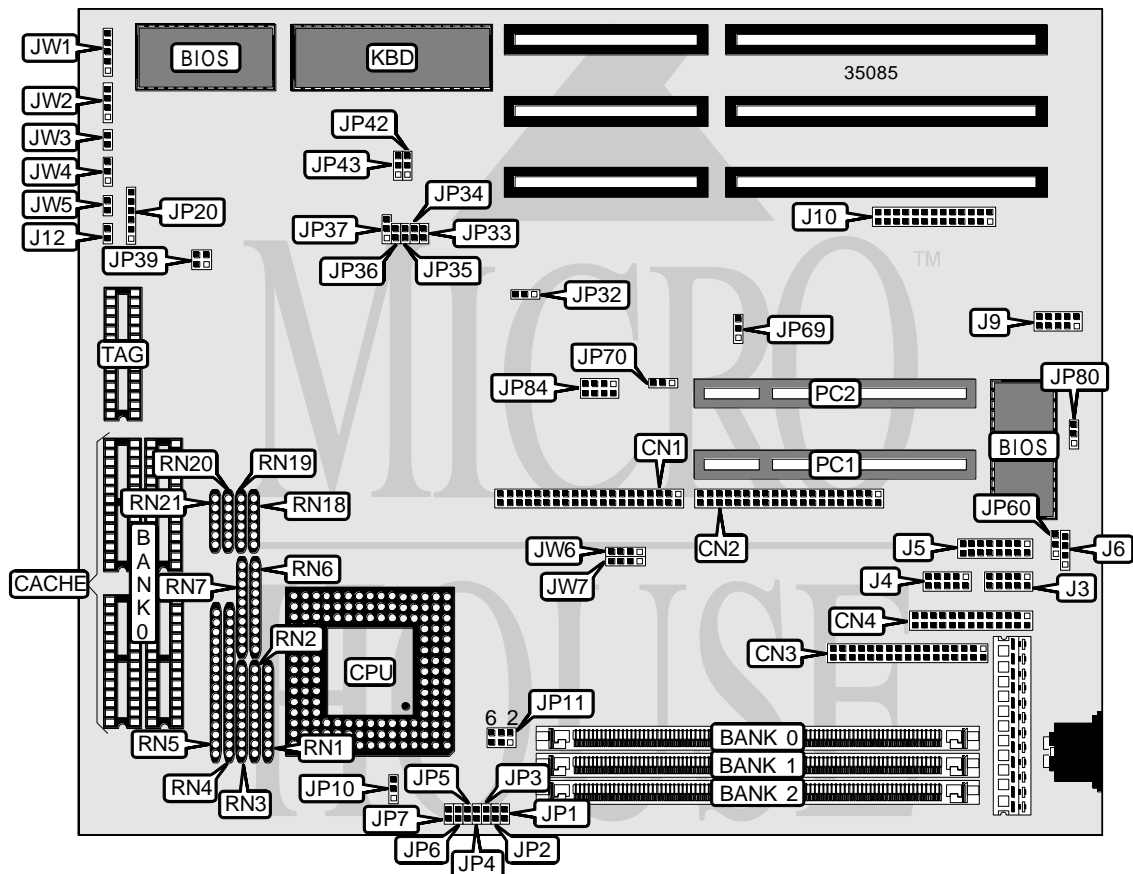 JW1
BIOS
KBD
35085
JW2
JP42
JW3
JP43
JW4
JP34
JW5
JP20
J10
JP37
JP33
J12
JP39
JP36
JP35
TM
MICRO
JP32
J9
JP69
TAG
JP70
JP80
JP84
PC2
BIOS
RN20
RN19
CN1
PC1
RN21
RN18
JP60
CN2
J5
J6
BANK 0
JW6
RN6
RN7
JW7
CACHE
J4
J3
RN2
CN4
CPU
CN3
HOUSE
6 2
JP11
BANK 0
RN5
RN1
BANK 1
RN4
JP5
JP3
RN3
JP10
BANK 2
JP7
JP1
JP6
JP2
JP4